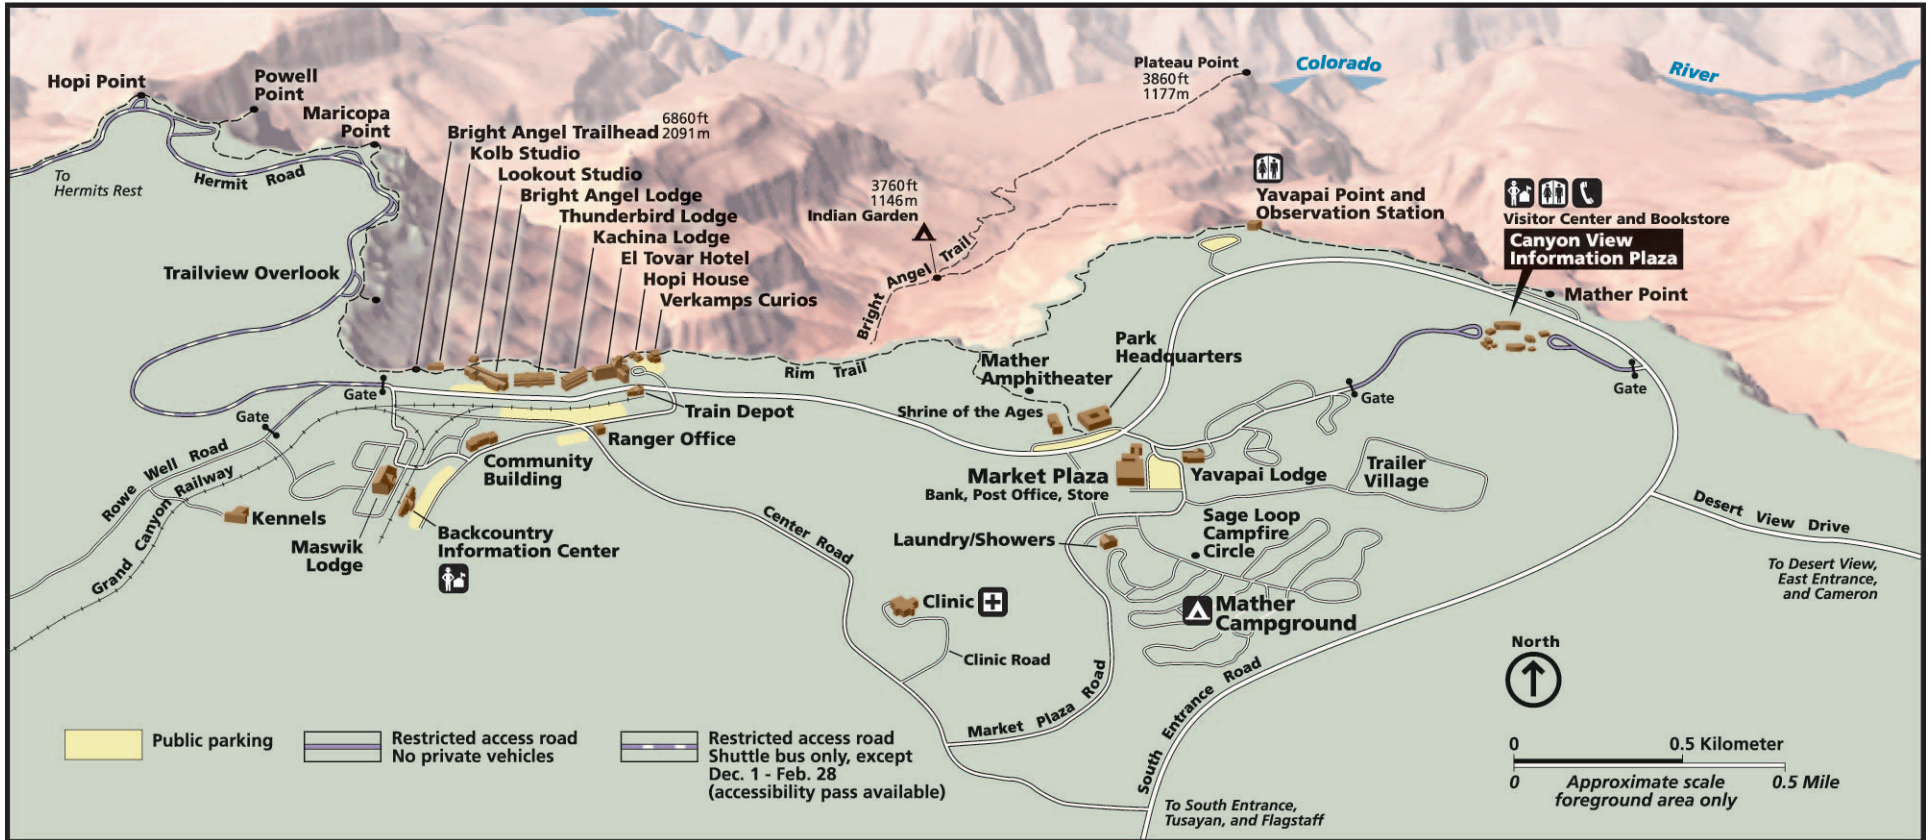 Hopi Point
Powell
Point
Maricopa
Point
To
Hermits Rest
Hermit Road
Trailview Overlook
Bright Angel Trailhead
6860 ft
2091 m
Kolb Studio
Lookout Studio
Bright Angel Lodge
Thunderbird Lodge
Kachina Lodge
El Tovar Hotel
Hopi House
Verkamps Curios
3760 ft
1146 m
Indian Garden
Bright Angel Trail
Plateau Point
3860 ft
1177 m
Colorado
River
Yavapai Point and
Observation Station
Visitor Center and Bookstore
Canyon View
Information Plaza
Mather Point
Park
Headquarters
Mather
Amphitheater
Rim Trail
Shrine of the Ages
Gate
Gate
Gate
Gate
Train Depot
Ranger Office
Community
Building
Rowe Well Road
Grand Canyon Railway
Kennels
Maswik
Lodge
Backcountry
Information Center
Market Plaza
Bank, Post Office, Store
Yavapai Lodge
Trailer
Village
Center Road
Laundry/Showers
Sage Loop
Campfire
Circle
Desert View Drive
To Desert View,
East Entrance,
and Cameron
Clinic
Mather
Campground
Clinic Road
Market Plaza Road
South Entrance Road
To South Entrance,
Tusayan, and Flagstaff
North
Public parking
Restricted access road
No private vehicles
Restricted access road
Shuttle bus only, except
Dec. 1 - Feb. 28
(accessibility pass available)
0 0.5 Kilometer
0 0.5 Mile
Approximate scale
foreground area only